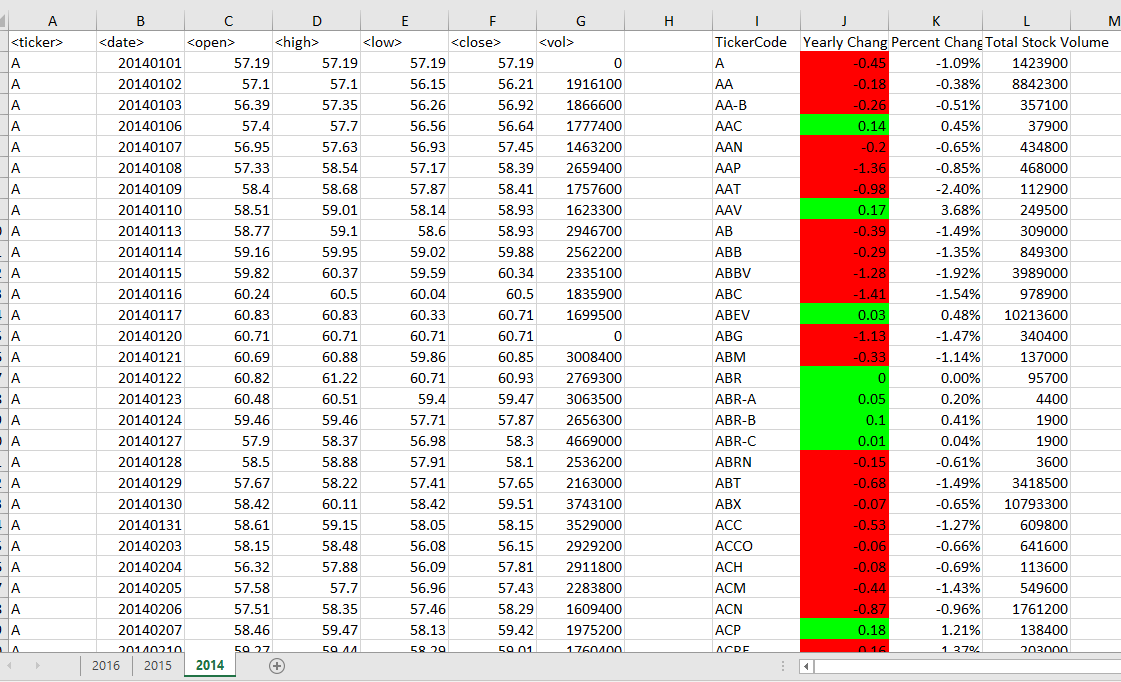 A B C D E F G H I J K L M
<ticker> <date> <open> <high> <low> <close> <vol> TickerCode Yearly Chang Percent Chang Total Stock Volume
A 20140101 57.19 57.19 57.19 57.19 0 A -0.45 -1.09% 1423900
A 20140102 57.1 57.1 56.15 56.21 1916100 AA -0.18 -0.38% 8842300
A 20140103 56.39 57.35 56.26 56.92 1866600 AA-B -0.26 -0.51% 357100
A 20140106 57.4 57.7 56.56 56.64 1777400 AAC 0.14 0.45% 37900
A 20140107 56.95 57.63 56.93 57.45 1463200 AAN -0.2 -0.65% 434800
A 20140108 57.33 58.54 57.17 58.39 2659400 AAP -1.36 -0.85% 468000
A 20140109 58.4 58.68 57.87 58.41 1757600 AAT -0.98 -2.40% 112900
A 20140110 58.51 59.01 58.14 58.93 1623300 AAV 0.17 3.68% 249500
A 20140113 58.77 59.1 58.6 58.93 2946700 AB -0.39 -1.49% 309000
A 20140114 59.16 59.95 59.02 59.88 2562200 ABB -0.29 -1.35% 849300
A 20140115 59.82 60.37 59.59 60.34 2335100 ABBV -1.28 -1.92% 3989000
A 20140116 60.24 60.5 60.04 60.5 1835900 ABC -1.41 -1.54% 978900
A 20140117 60.83 60.83 60.33 60.71 1699500 ABEV 0.03 0.48% 10213600
A 20140120 60.71 60.71 60.71 60.71 0 ABG -1.13 -1.47% 340400
A 20140121 60.69 60.88 59.86 60.85 3008400 ABM -0.33 -1.14% 137000
A 20140122 60.82 61.22 60.71 60.93 2769300 ABR 0 0.00% 95700
A 20140123 60.48 60.51 59.4 59.47 3063500 ABR-A 0.05 0.20% 4400
A 20140124 59.46 59.46 57.71 57.87 2656300 ABR-B 0.1 0.41% 1900
A 20140127 57.9 58.37 56.98 58.3 4669000 ABR-C 0.01 0.04% 1900
A 20140128 58.5 58.88 57.91 58.1 2536200 ABRN -0.15 -0.61% 3600
A 20140129 57.67 58.22 57.41 57.65 2163000 ABT -0.68 -1.49% 3418500
A 20140130 58.42 60.11 58.42 59.51 3743100 ABX -0.07 -0.65% 10793300
A 20140131 58.61 59.15 58.05 58.15 3529000 ACC -0.53 -1.27% 609800
A 20140203 58.15 58.48 56.08 56.15 2929200 ACCO -0.06 -0.66% 641600
A 20140204 56.32 57.88 56.09 57.81 2911800 ACH -0.08 -0.69% 113600
A 20140205 57.58 57.7 56.96 57.43 2283800 ACM -0.44 -1.43% 549600
A 20140206 57.51 58.35 57.46 58.29 1609400 ACN -0.87 -0.96% 1761200
A 20140207 58.46 59.47 58.13 59.42 1975200 ACP 0.18 1.21% 138400
A 20140210 59.27 59.44 58.29 59.01 1760400
2016 2015 2014